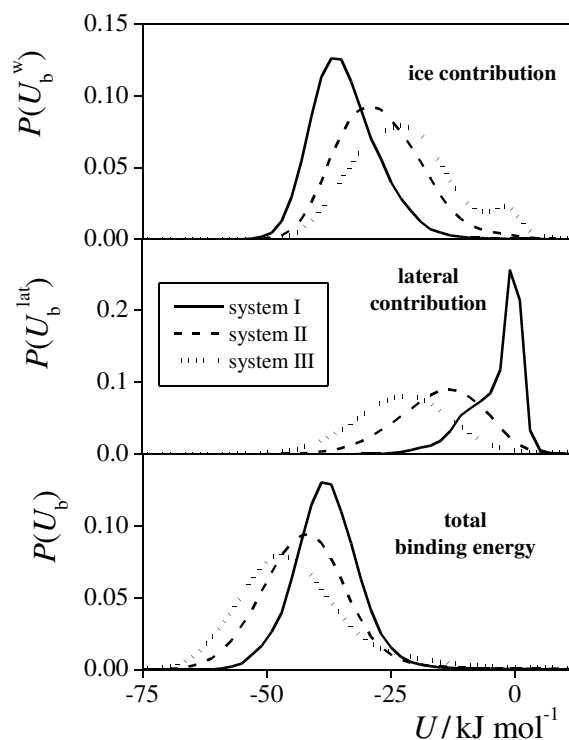 0.15
ice contribution
P(U_b^w)
0.10
0.05
0.00
lateral
contribution
P(U_b^lat)
0.2
system I
system II
system III
0.1
0.0
total
binding energy
P(U_b)
0.10
0.05
0.00
-75 -50 -25 0
U / kJ mol^-1